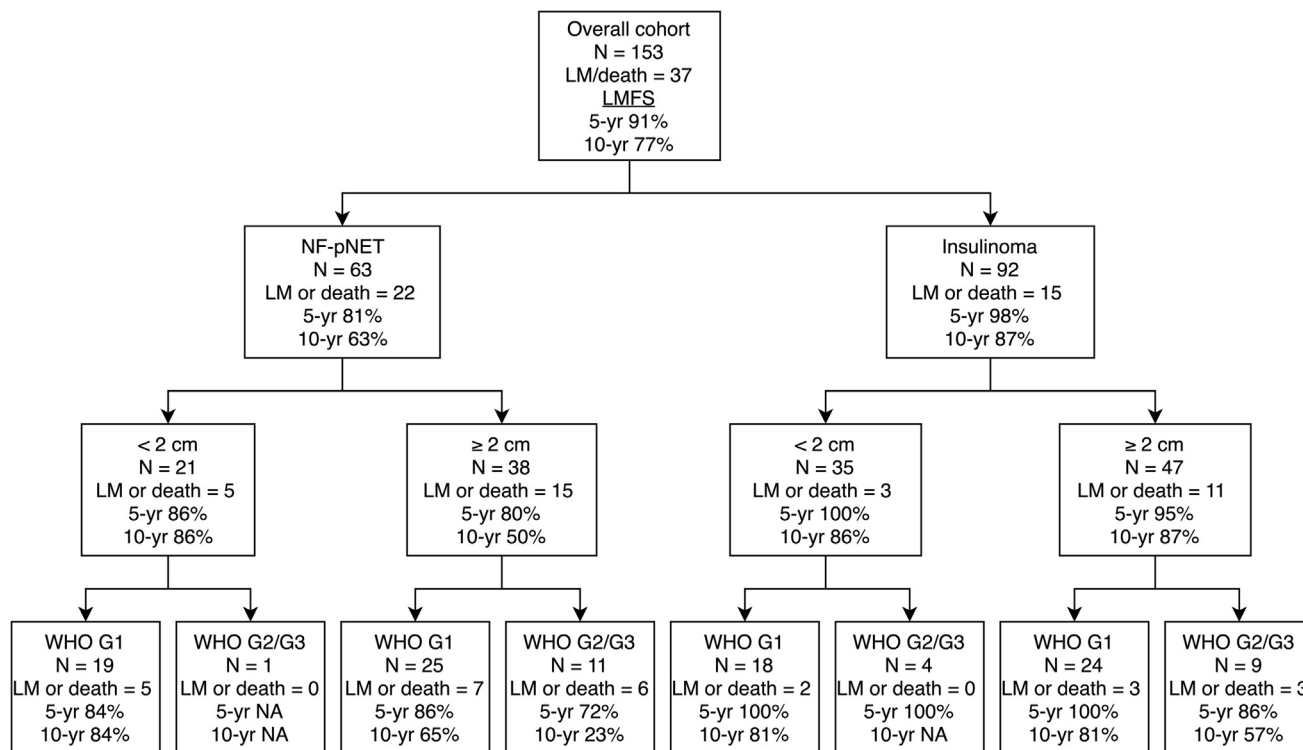 Overall cohort
N = 153
LM/death = 37
LMFS
5-yr 91%
10-yr 77%
NF-pNET
N = 63
LM or death = 22
5-yr 81%
10-yr 63%
Insulinoma
N = 92
LM or death = 15
5-yr 98%
10-yr 87%
< 2 cm
N = 21
LM or death = 5
5-yr 86%
10-yr 86%
≥ 2 cm
N = 38
LM or death = 15
5-yr 80%
10-yr 50%
< 2 cm
N = 35
LM or death = 3
5-yr 100%
10-yr 86%
≥ 2 cm
N = 47
LM or death = 11
5-yr 95%
10-yr 87%
WHO G1
N = 19
LM or death = 5
5-yr 84%
10-yr 84%
WHO G2/G3
N = 1
LM or death = 0
5-yr NA
10-yr NA
WHO G1
N = 25
LM or death = 7
5-yr 86%
10-yr 65%
WHO G2/G3
N = 11
LM or death = 6
5-yr 72%
10-yr 23%
WHO G1
N = 18
LM or death = 2
5-yr 100%
10-yr 81%
WHO G2/G3
N = 4
LM or death = 0
5-yr 100%
10-yr NA
WHO G1
N = 24
LM or death = 3
5-yr 100%
10-yr 81%
WHO G2/G3
N = 9
LM or death = 3
5-yr 86%
10-yr 57%